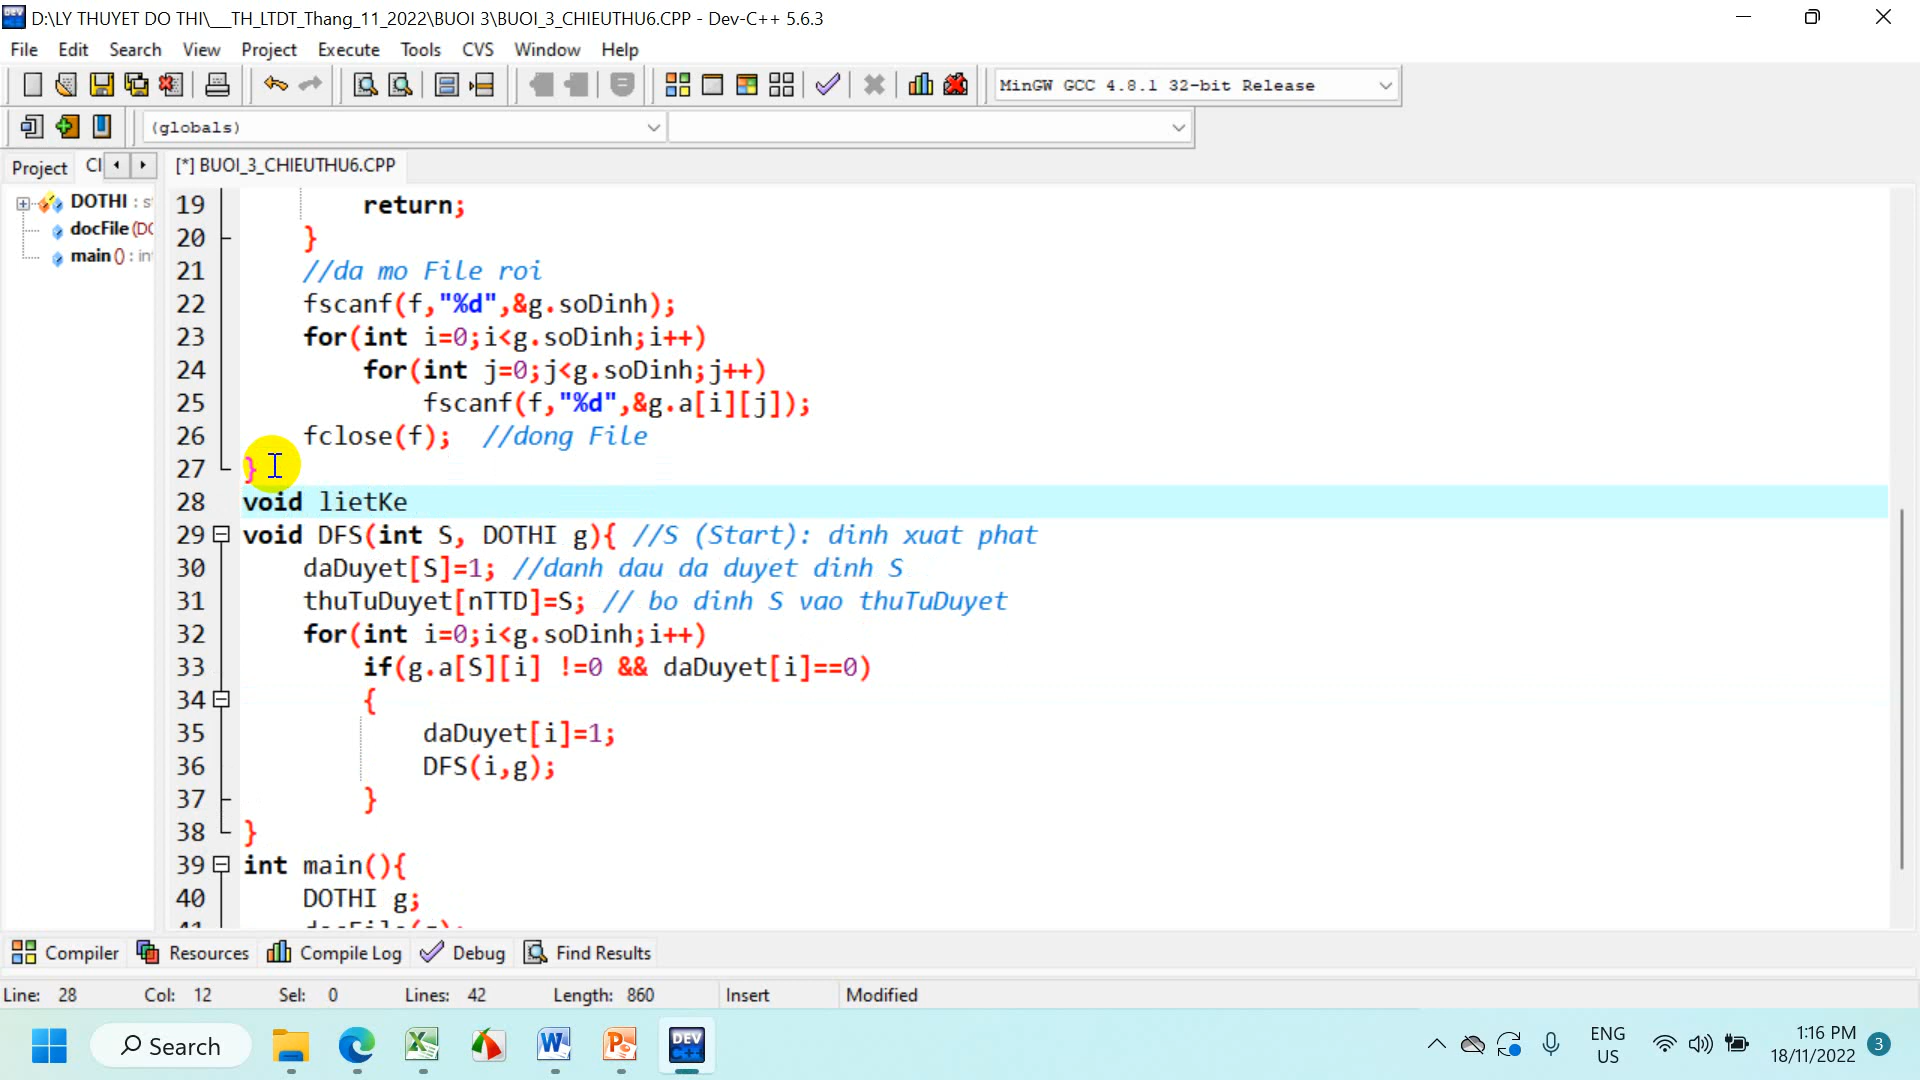 D:\LY THUYET DO THI\__TH_LTDT_Thang_11_2022\BUOI 3\BUOI_3_CHIEUTHU6.CPP - Dev-C++ 5.6.3
File Edit Search View Project Execute Tools CVS Window Help
MinGW GCC 4.8.1 32-bit Release
(globals)
Project Cl [*] BUOI_3_CHIEUTHU6.CPP
DOTHI : s
docFile (DO
main () : in
19 return;
20 }
21 //da mo File roi
22 fscanf(f,"%d",&g.soDinh);
23 for(int i=0;i<g.soDinh;i++)
24 for(int j=0;j<g.soDinh;j++)
25 fscanf(f,"%d",&g.a[i][j]);
26 fclose(f); //dong File
27 }
28 void lietKe
29 void DFS(int S, DOTHI g){ //S (Start): dinh xuat phat
30 daDuyet[S]=1; //danh dau da duyet dinh S
31 thuTuDuyet[nTTD]=S; // bo dinh S vao thuTuDuyet
32 for(int i=0;i<g.soDinh;i++)
33 if(g.a[S][i] !=0 && daDuyet[i]==0)
34 {
35 daDuyet[i]=1;
36 DFS(i,g);
37 }
38 }
39 int main(){
40 DOTHI g;
Compiler Resources Compile Log Debug Find Results
Line: 28 Col: 12 Sel: 0 Lines: 42 Length: 860 Insert Modified
Search
DEV
C++
ENG
US
1:16 PM
18/11/2022
3